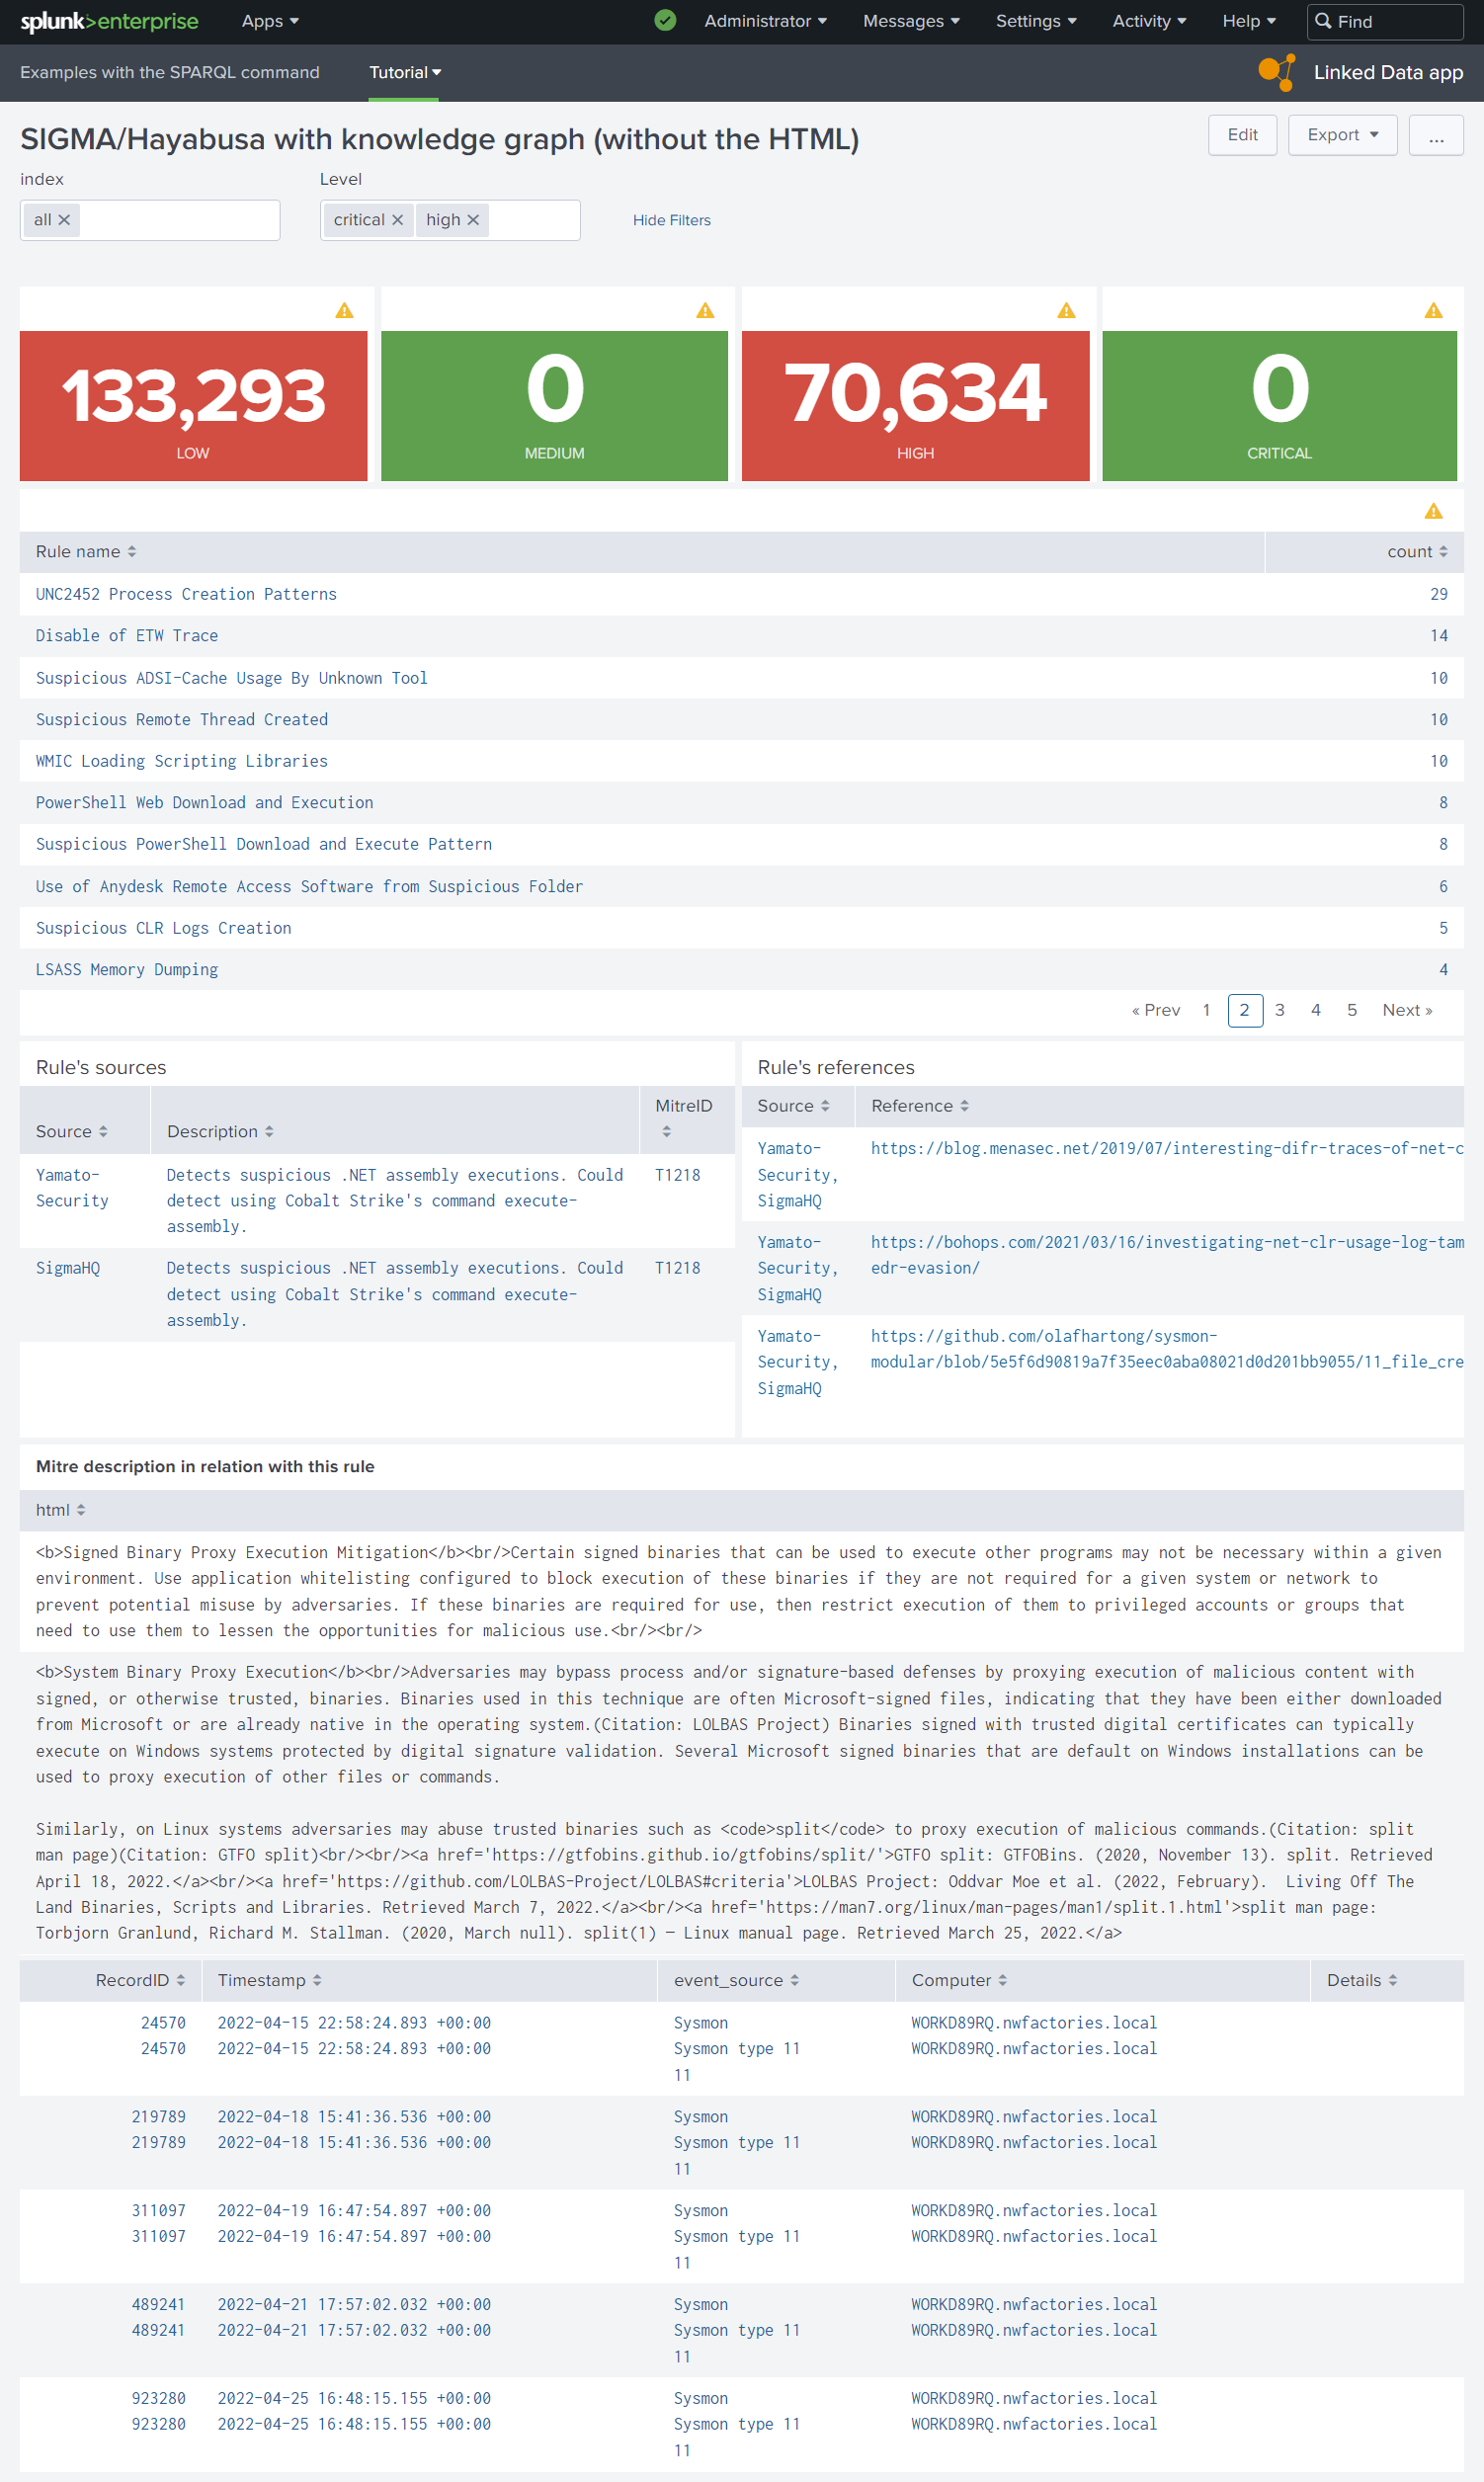 splunk>enterprise Apps Administrator Messages Settings Activity Help Find
Examples with the SPARQL command Tutorial Linked Data app
SIGMA/Hayabusa with knowledge graph (without the HTML) Edit Export ...
index Level
all critical high Hide Filters
133,293 0 70,634 0
LOW MEDIUM HIGH CRITICAL
Rule name count
UNC2452 Process Creation Patterns 29
Disable of ETW Trace 14
Suspicious ADSI-Cache Usage By Unknown Tool 10
Suspicious Remote Thread Created 10
WMIC Loading Scripting Libraries 10
PowerShell Web Download and Execution 8
Suspicious PowerShell Download and Execute Pattern 8
Use of Anydesk Remote Access Software from Suspicious Folder 6
Suspicious CLR Logs Creation 5
LSASS Memory Dumping 4
« Prev 1 2 3 4 5 Next »
Rule's sources
Source Description MitreID
Yamato- Detects suspicious .NET assembly executions. Could T1218
Security detect using Cobalt Strike's command execute-
assembly.
SigmaHQ Detects suspicious .NET assembly executions. Could T1218
detect using Cobalt Strike's command execute-
assembly.
Rule's references
Source Reference
Yamato- https://blog.menasec.net/2019/07/interesting-difr-traces-of-net-c
Security,
SigmaHQ
Yamato- https://bohops.com/2021/03/16/investigating-net-clr-usage-log-tam
Security, edr-evasion/
SigmaHQ
Yamato- https://github.com/olafhartong/sysmon-
Security, modular/blob/5e5f6d90819a7f35eec0aba08021d0d201bb9055/11_file_cre
SigmaHQ
Mitre description in relation with this rule
html
<b>Signed Binary Proxy Execution Mitigation</b><br/>Certain signed binaries that can be used to execute other programs may not be necessary within a given
environment. Use application whitelisting configured to block execution of these binaries if they are not required for a given system or network to
prevent potential misuse by adversaries. If these binaries are required for use, then restrict execution of them to privileged accounts or groups that
need to use them to lessen the opportunities for malicious use.<br/><br/>
<b>System Binary Proxy Execution</b><br/>Adversaries may bypass process and/or signature-based defenses by proxying execution of malicious content with
signed, or otherwise trusted, binaries. Binaries used in this technique are often Microsoft-signed files, indicating that they have been either downloaded
from Microsoft or are already native in the operating system.(Citation: LOLBAS Project) Binaries signed with trusted digital certificates can typically
execute on Windows systems protected by digital signature validation. Several Microsoft signed binaries that are default on Windows installations can be
used to proxy execution of other files or commands.
Similarly, on Linux systems adversaries may abuse trusted binaries such as <code>split</code> to proxy execution of malicious commands.(Citation: split
man page)(Citation: GTFO split)<br/><br/><a href='https://gtfobins.github.io/gtfobins/split/'>GTFO split: GTFOBins. (2020, November 13). split. Retrieved
April 18, 2022.</a><br/><a href='https://github.com/LOLBAS-Project/LOLBAS#criteria'>LOLBAS Project: Oddvar Moe et al. (2022, February).  Living Off The
Land Binaries, Scripts and Libraries. Retrieved March 7, 2022.</a><br/><a href='https://man7.org/linux/man-pages/man1/split.1.html'>split man page:
Torbjorn Granlund, Richard M. Stallman. (2020, March null). split(1) — Linux manual page. Retrieved March 25, 2022.</a>
RecordID Timestamp event_source Computer Details
24570 2022-04-15 22:58:24.893 +00:00 Sysmon WORKD89RQ.nwfactories.local
24570 2022-04-15 22:58:24.893 +00:00 Sysmon type 11 WORKD89RQ.nwfactories.local
11
219789 2022-04-18 15:41:36.536 +00:00 Sysmon WORKD89RQ.nwfactories.local
219789 2022-04-18 15:41:36.536 +00:00 Sysmon type 11 WORKD89RQ.nwfactories.local
11
311097 2022-04-19 16:47:54.897 +00:00 Sysmon WORKD89RQ.nwfactories.local
311097 2022-04-19 16:47:54.897 +00:00 Sysmon type 11 WORKD89RQ.nwfactories.local
11
489241 2022-04-21 17:57:02.032 +00:00 Sysmon WORKD89RQ.nwfactories.local
489241 2022-04-21 17:57:02.032 +00:00 Sysmon type 11 WORKD89RQ.nwfactories.local
11
923280 2022-04-25 16:48:15.155 +00:00 Sysmon WORKD89RQ.nwfactories.local
923280 2022-04-25 16:48:15.155 +00:00 Sysmon type 11 WORKD89RQ.nwfactories.local
11